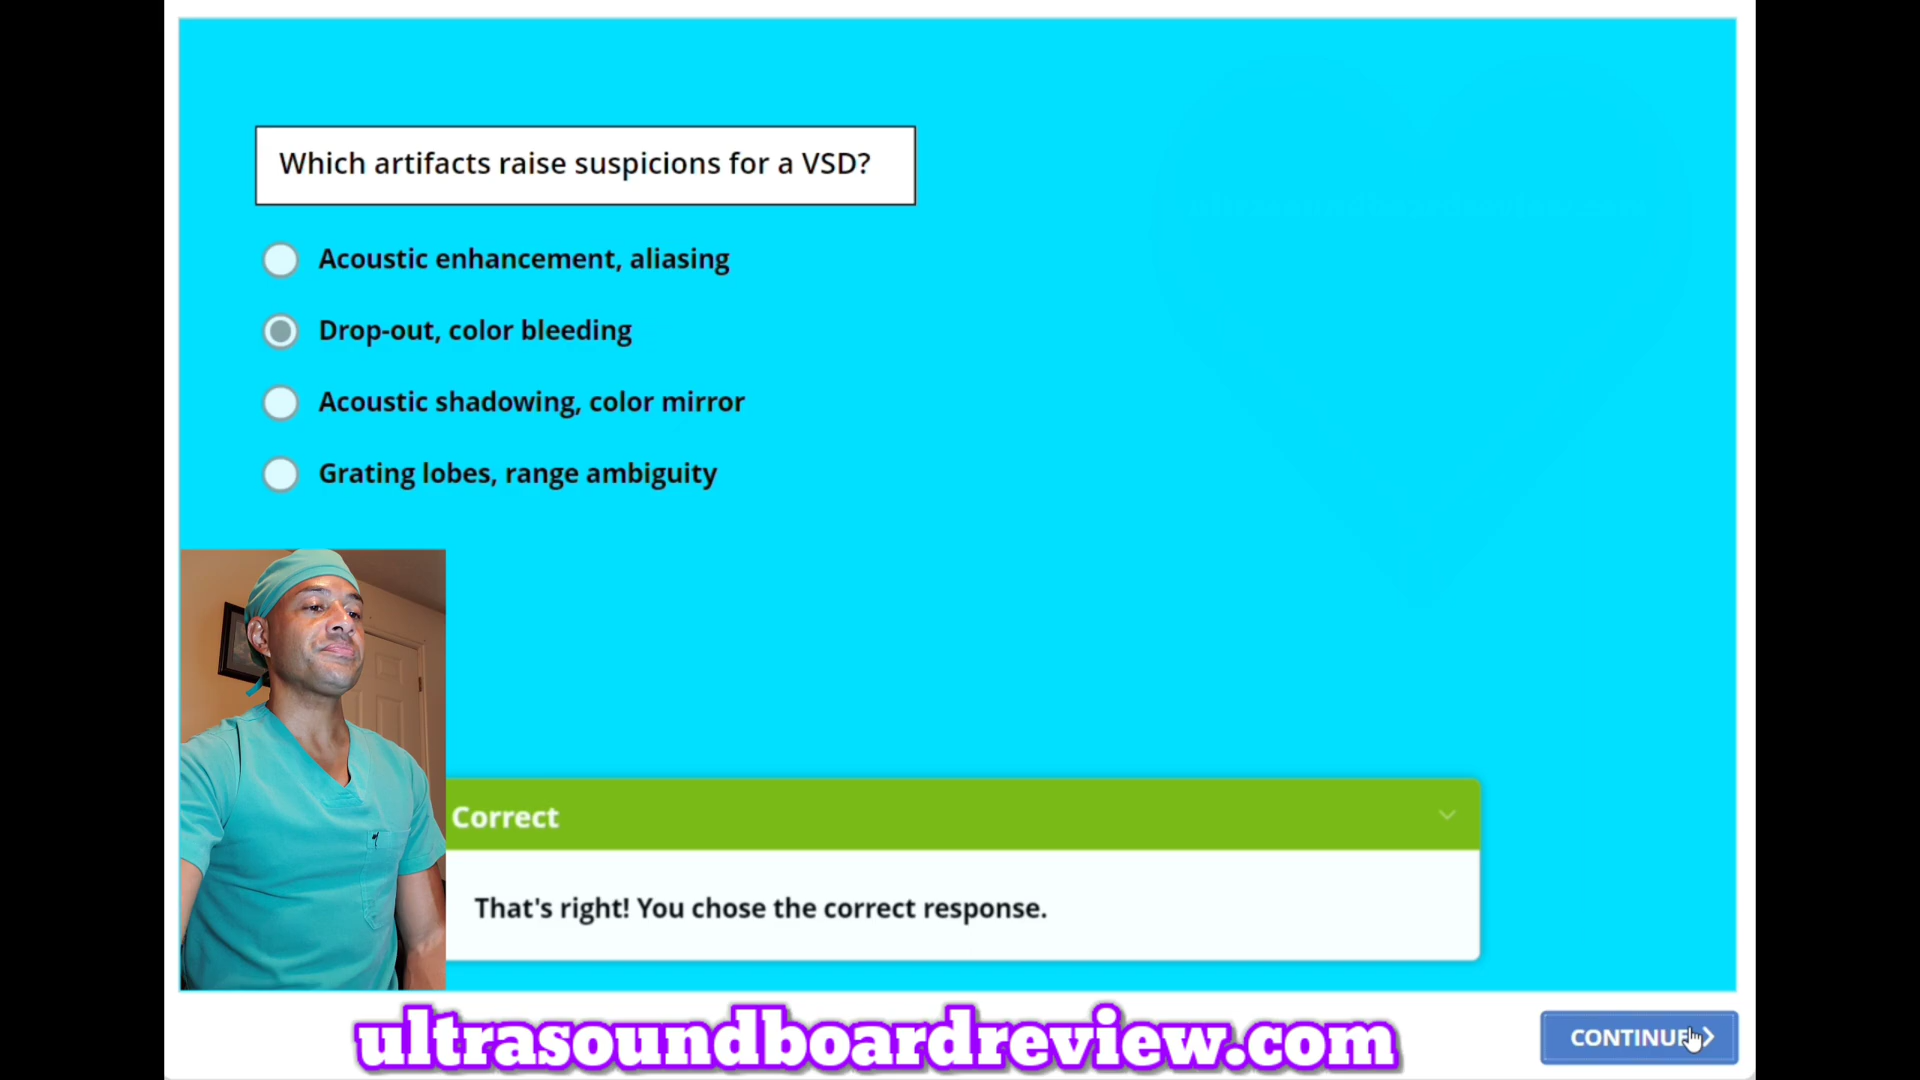 Which artifacts raise suspicions for a VSD?
Acoustic enhancement, aliasing
Drop-out, color bleeding
Acoustic shadowing, color mirror
Grating lobes, range ambiguity
Correct
That's right! You chose the correct response.
ultrasoundboardreview.com
CONTINUE